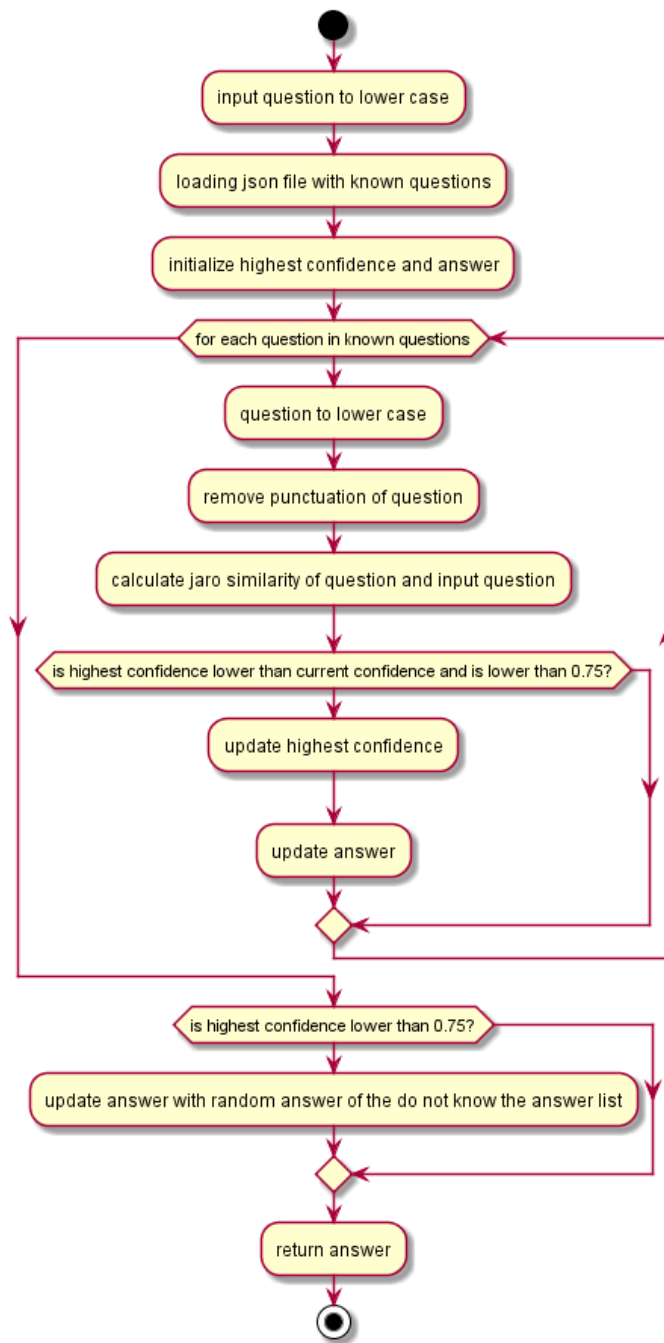 input question to lower case
loading json file with known questions
initialize highest confidence and answer
for each question in known questions
question to lower case
remove punctuation of question
calculate jaro similarity of question and input question
is highest confidence lower than current confidence and is lower than 0.75?
update highest confidence
update answer
is highest confidence lower than 0.75?
update answer with random answer of the do not know the answer list
return answer